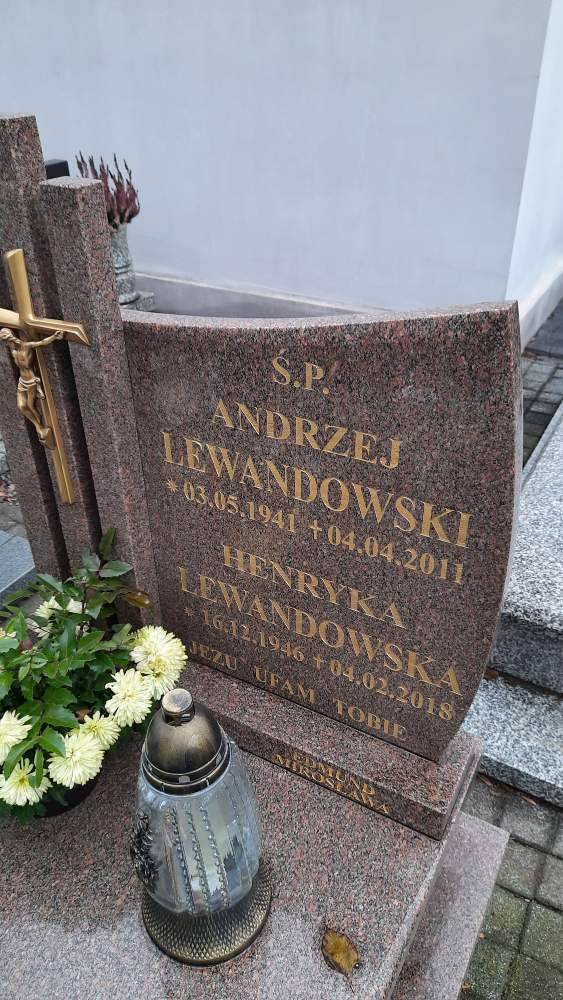 Ś.P.
ANDRZEJ
LEWANDOWSKI
* 03.05.1941 + 04.04.2011
HENRYKA
LEWANDOWSKA
* 16.12.1946 + 04.02.2018
JEZU UFAM TOBIE
EDMUND
MIROSŁAWA